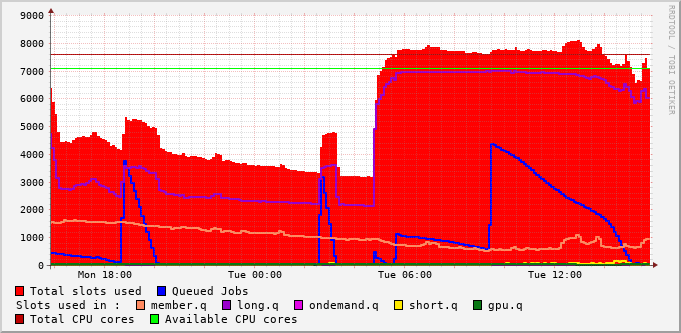 9000
8000
7000
6000
5000
4000
3000
2000
1000
0
Mon 18:00 Tue 00:00 Tue 06:00 Tue 12:00
RRDTOOL / TOBI OETIKER
Total slots used Queued Jobs
Slots used in : member.q long.q ondemand.q short.q gpu.q
Total CPU cores Available CPU cores